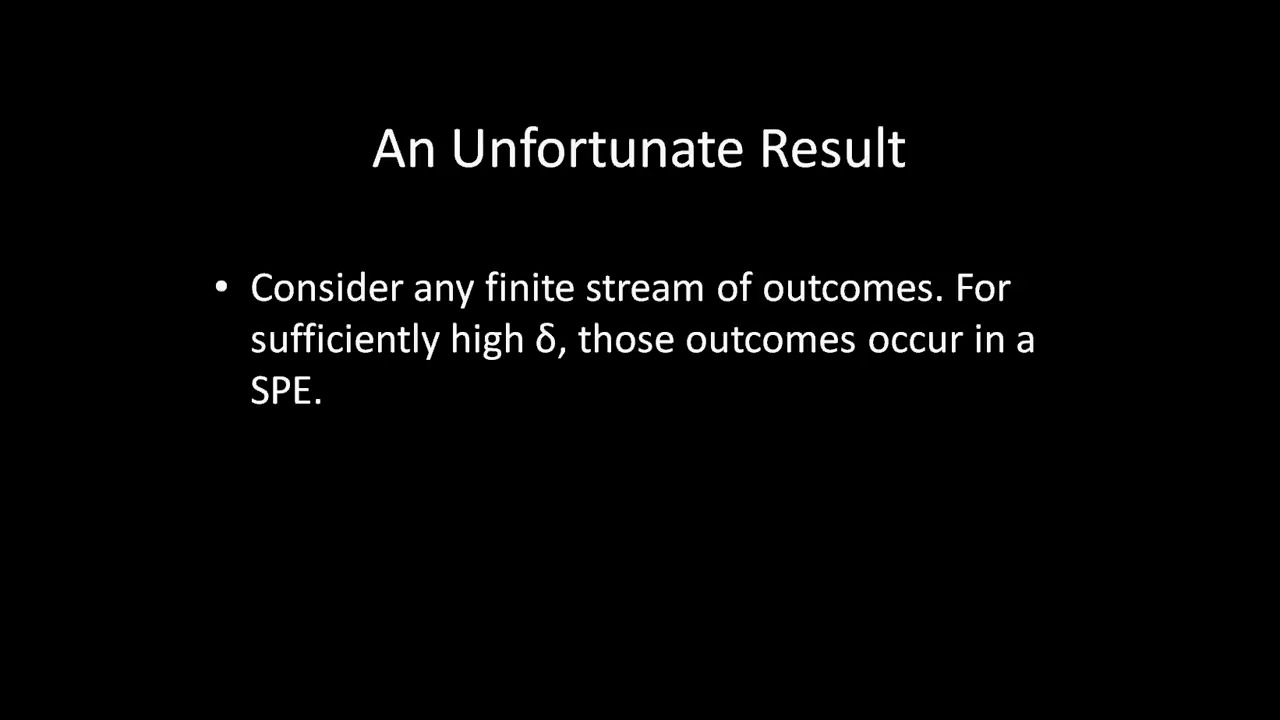 An Unfortunate Result
• Consider any finite stream of outcomes. For
sufficiently high δ, those outcomes occur in a
SPE.